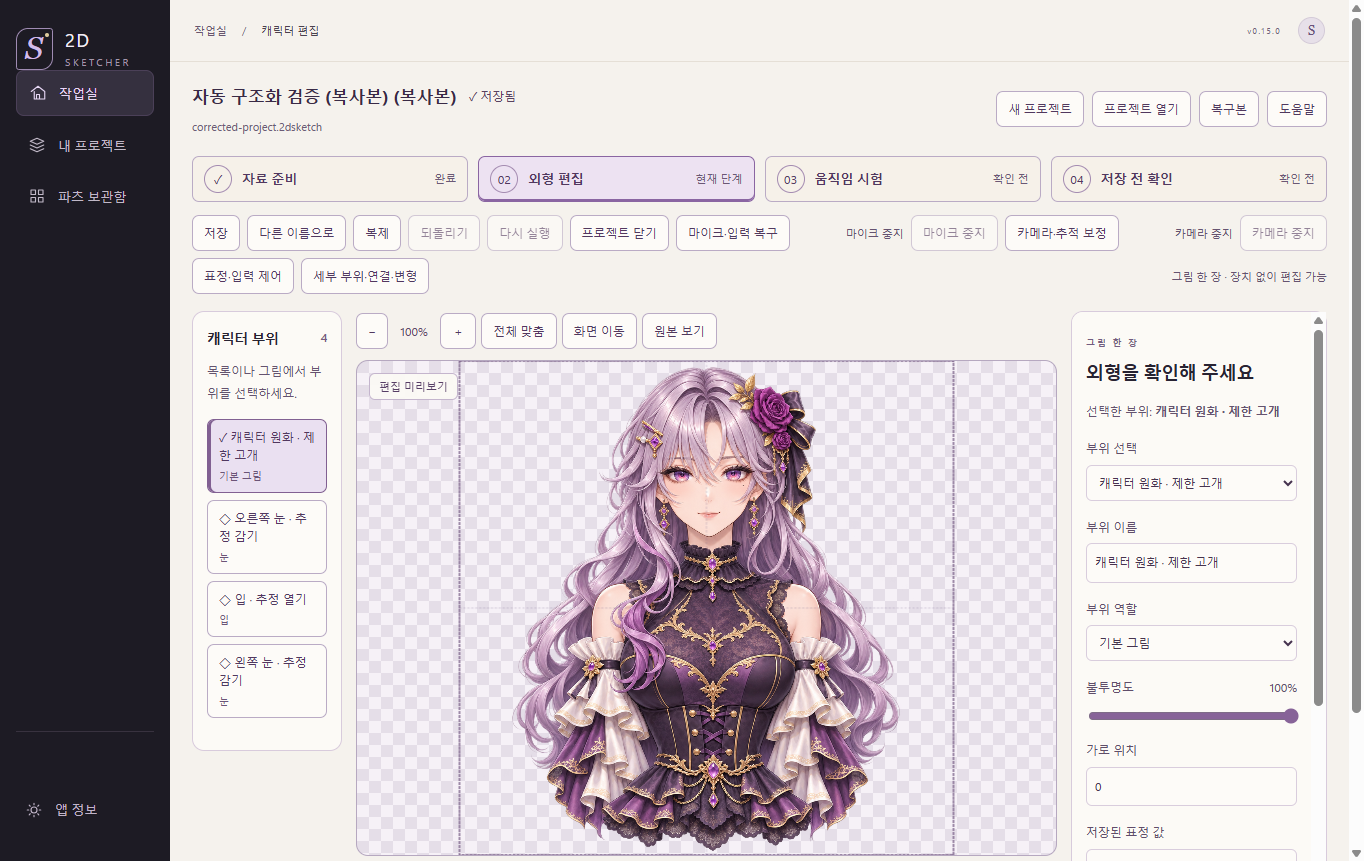 S
2D
SKETCHER
작업실
내 프로젝트
파츠 보관함
앱 정보
작업실 / 캐릭터 편집
v0.15.0
S
자동 구조화 검증 (복사본) (복사본) ✓ 저장됨
corrected-project.2dsketch
새 프로젝트 프로젝트 열기 복구본 도움말
✓ 자료 준비 완료
02 외형 편집 현재 단계
03 움직임 시험 확인 전
04 저장 전 확인 확인 전
저장 다른 이름으로 복제 되돌리기 다시 실행 프로젝트 닫기 마이크·입력 복구 마이크 중지 마이크 중지 카메라·추적 보정 카메라 중지 카메라 중지
표정·입력 제어 세부 부위·연결·변형 그림 한 장 · 장치 없이 편집 가능
캐릭터 부위 4
목록이나 그림에서 부
위를 선택하세요.
✓ 캐릭터 원화 · 제
한 고개
기본 그림
◇ 오른쪽 눈 · 추
정 감기
눈
◇ 입 · 추정 열기
입
◇ 왼쪽 눈 · 추정
감기
눈
− 100% + 전체 맞춤 화면 이동 원본 보기
편집 미리보기
그림 한 장
외형을 확인해 주세요
선택한 부위: 캐릭터 원화 · 제한 고개
부위 선택
캐릭터 원화 · 제한 고개
부위 이름
캐릭터 원화 · 제한 고개
부위 역할
기본 그림
불투명도 100%
가로 위치
0
저장된 표정 값